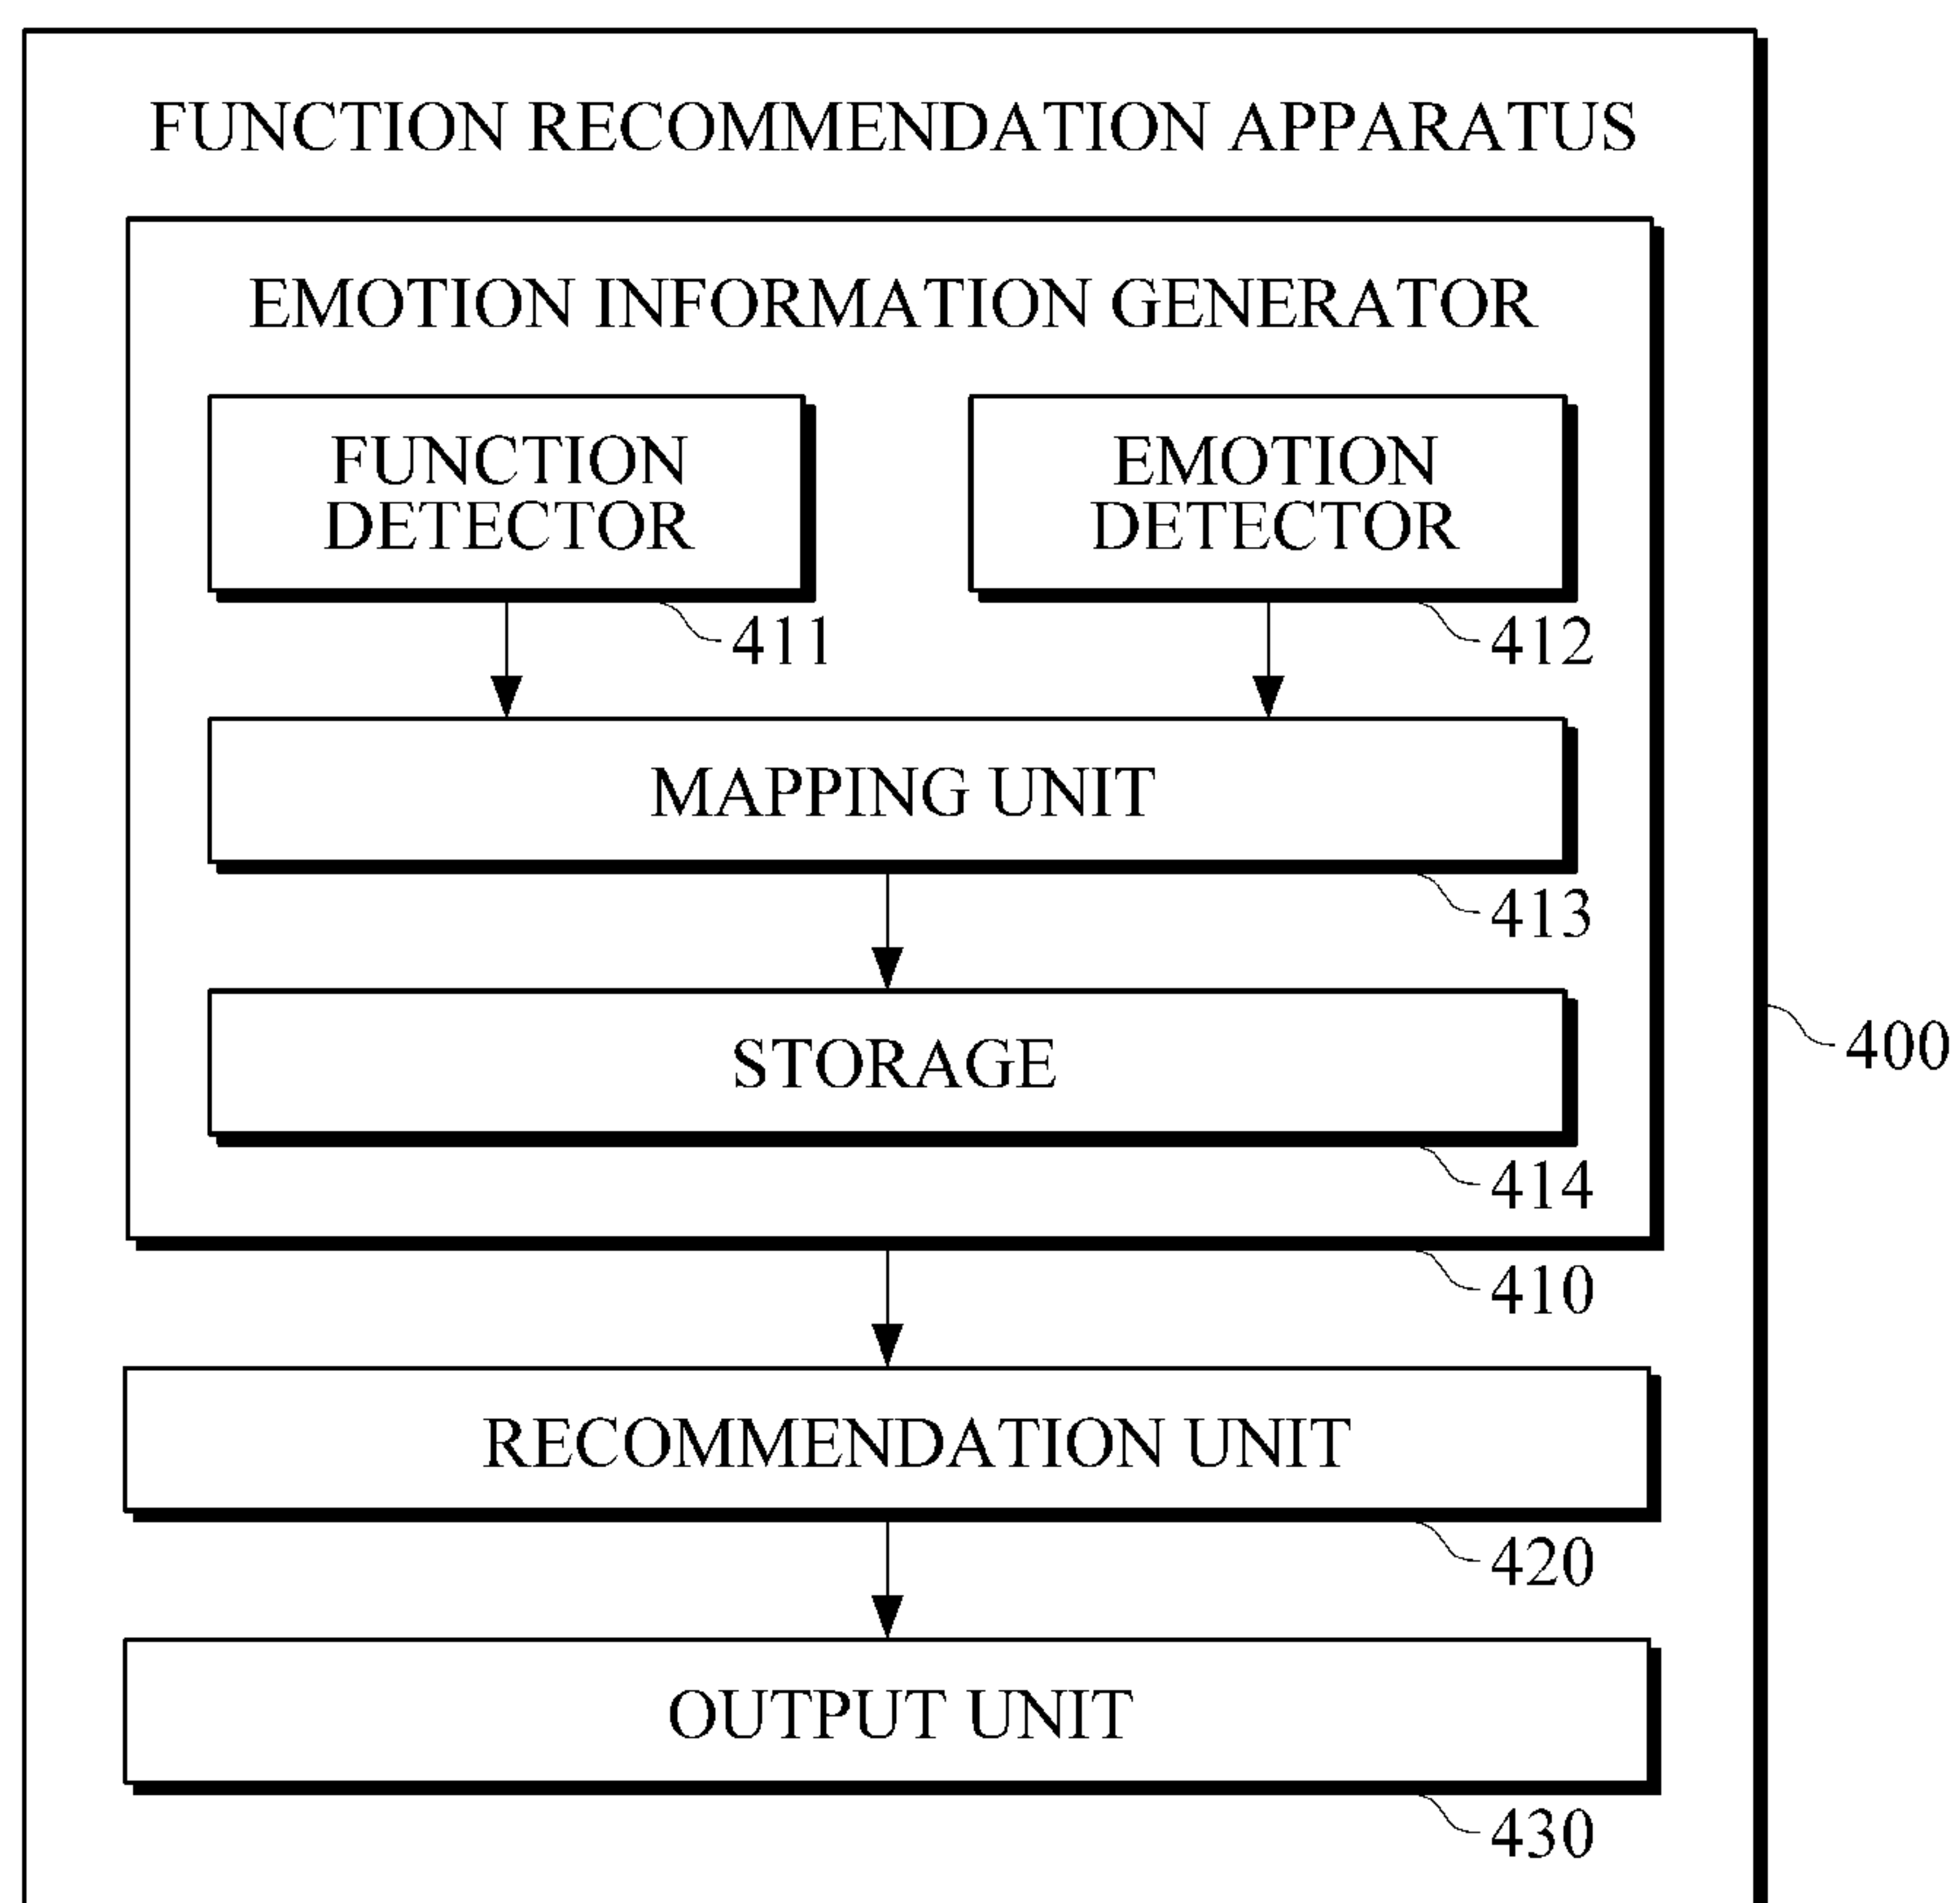 FUNCTION RECOMMENDATION APPARATUS
EMOTION INFORMATION GENERATOR
FUNCTION
DETECTOR
EMOTION
DETECTOR
411
412
MAPPING UNIT
413
STORAGE
400
414
410
RECOMMENDATION UNIT
420
OUTPUT UNIT
430